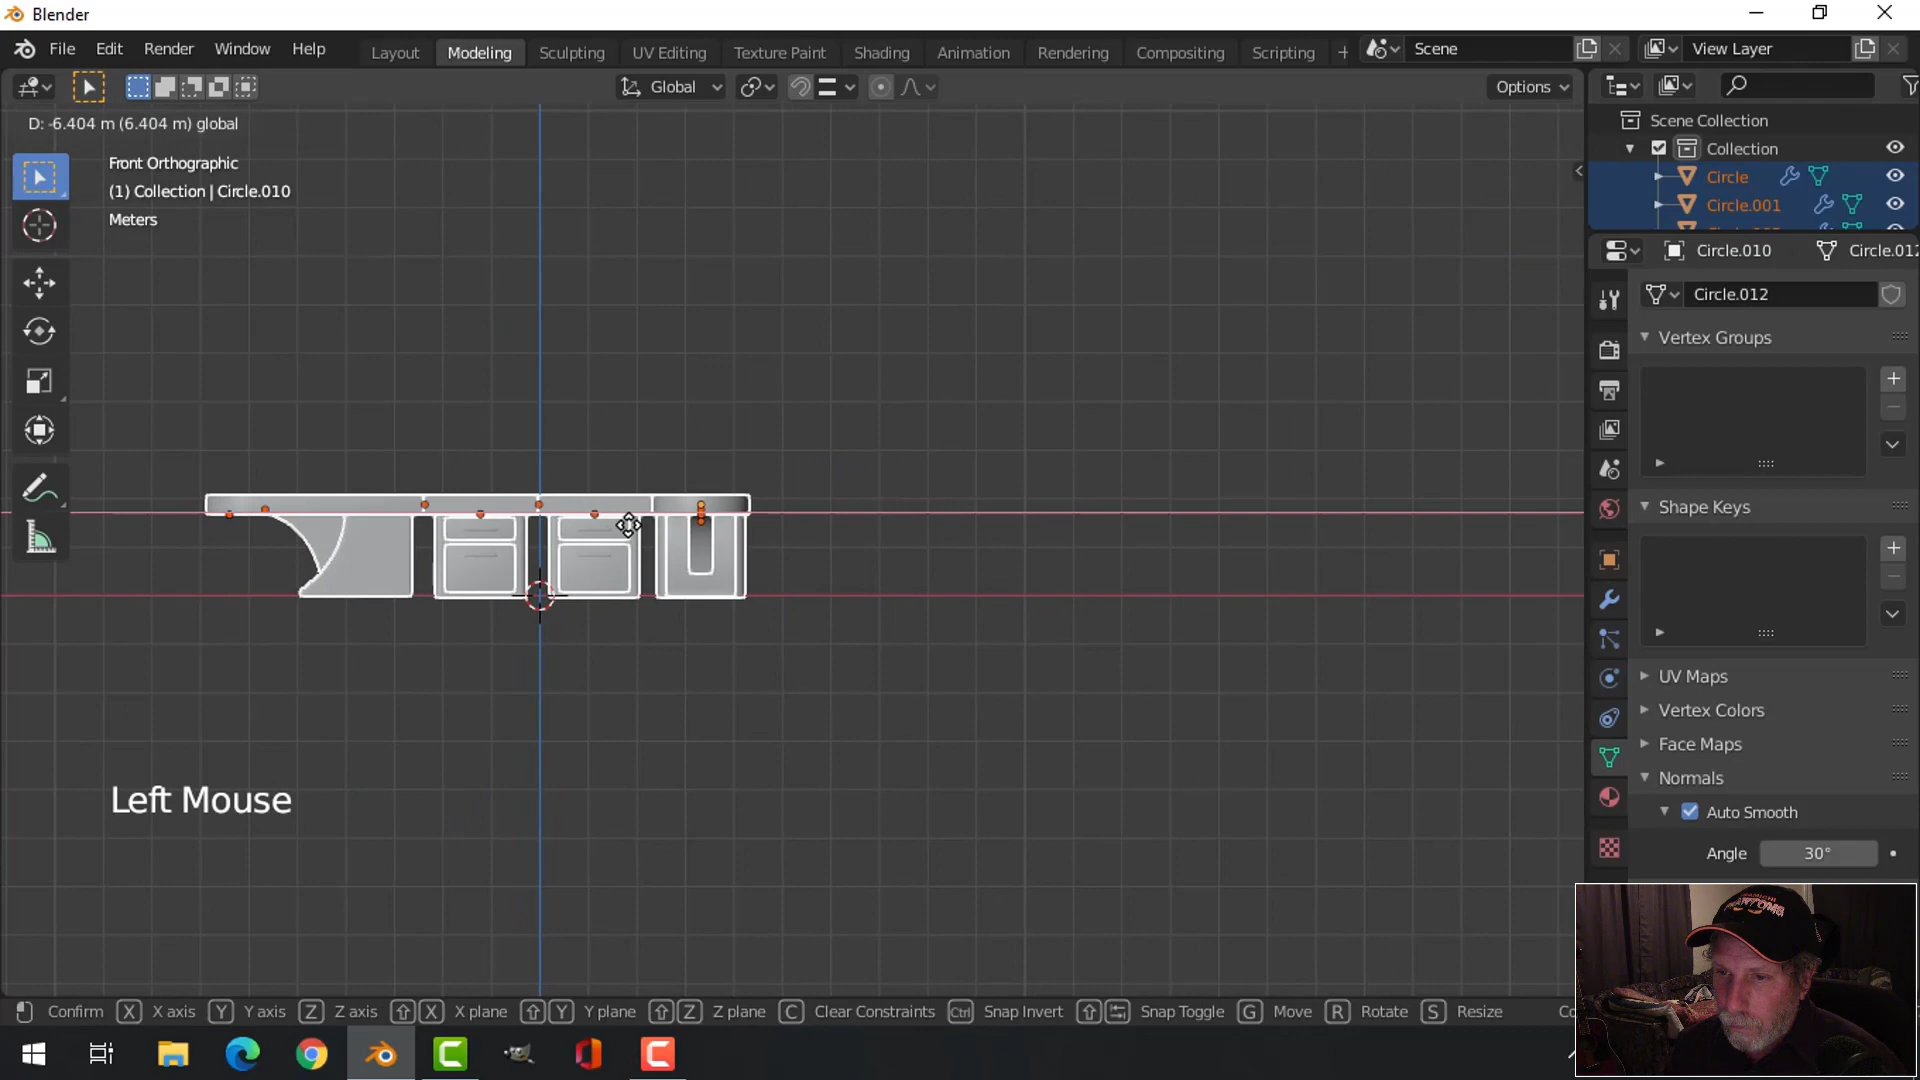 Blender
File Edit Render Window Help Layout Modeling Sculpting UV Editing Texture Paint Shading Animation Rendering Compositing Scripting + Scene View Layer
Global Options
D: -6.404 m (6.404 m) global
Scene Collection
Collection
Front Orthographic
Circle
(1) Collection | Circle.010
Circle.001
Meters
Circle.010
Circle.012
Vertex Groups
Shape Keys
UV Maps
Vertex Colors
Face Maps
Normals
Left Mouse
Auto Smooth
Angle 30°
Confirm X X axis Y Y axis Z Z axis X X plane Y Y plane Z Z plane C Clear Constraints Ctrl Snap Invert Snap Toggle G Move R Rotate S Resize Co